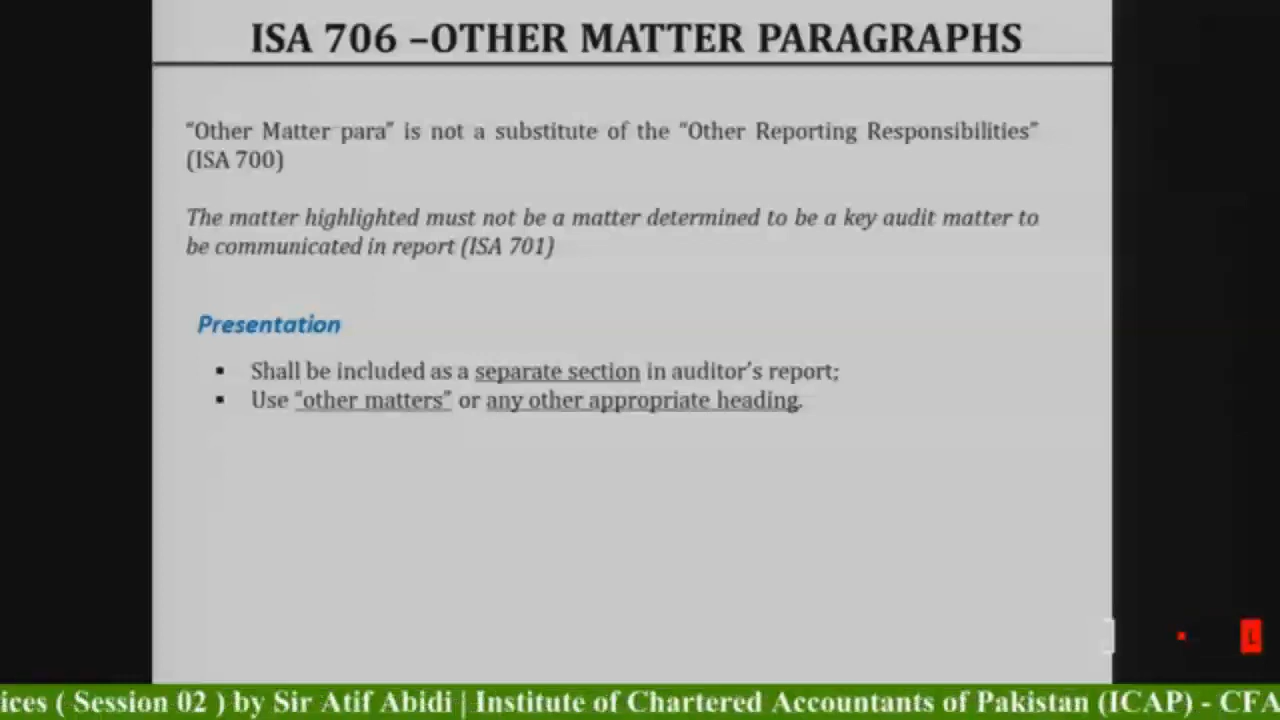 ISA 706 –OTHER MATTER PARAGRAPHS
“Other Matter para” is not a substitute of the “Other Reporting Responsibilities”
(ISA 700)
The matter highlighted must not be a matter determined to be a key audit matter to
be communicated in report (ISA 701)
Presentation
▪ Shall be included as a separate section in auditor’s report;
▪ Use “other matters” or any other appropriate heading.
L
ices ( Session 02 ) by Sir Atif Abidi | Institute of Chartered Accountants of Pakistan (ICAP) - CFA